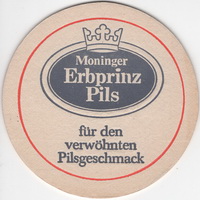 Moninger
Erbprinz
Pils
für den
verwöhnten
Pilsgeschmack